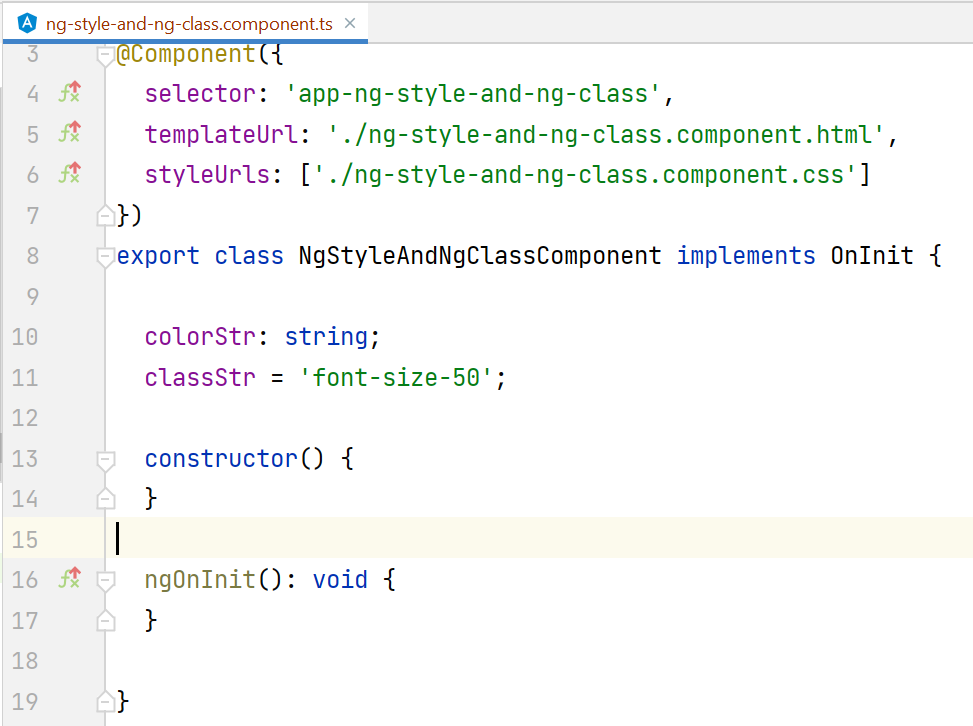 ng-style-and-ng-class.component.ts ×
3 @Component({
4 selector: 'app-ng-style-and-ng-class',
5 templateUrl: './ng-style-and-ng-class.component.html',
6 styleUrls: ['./ng-style-and-ng-class.component.css']
7 })
8 export class NgStyleAndNgClassComponent implements OnInit {
9
10 colorStr: string;
11 classStr = 'font-size-50';
12
13 constructor() {
14 }
15
16 ngOnInit(): void {
17 }
18
19 }